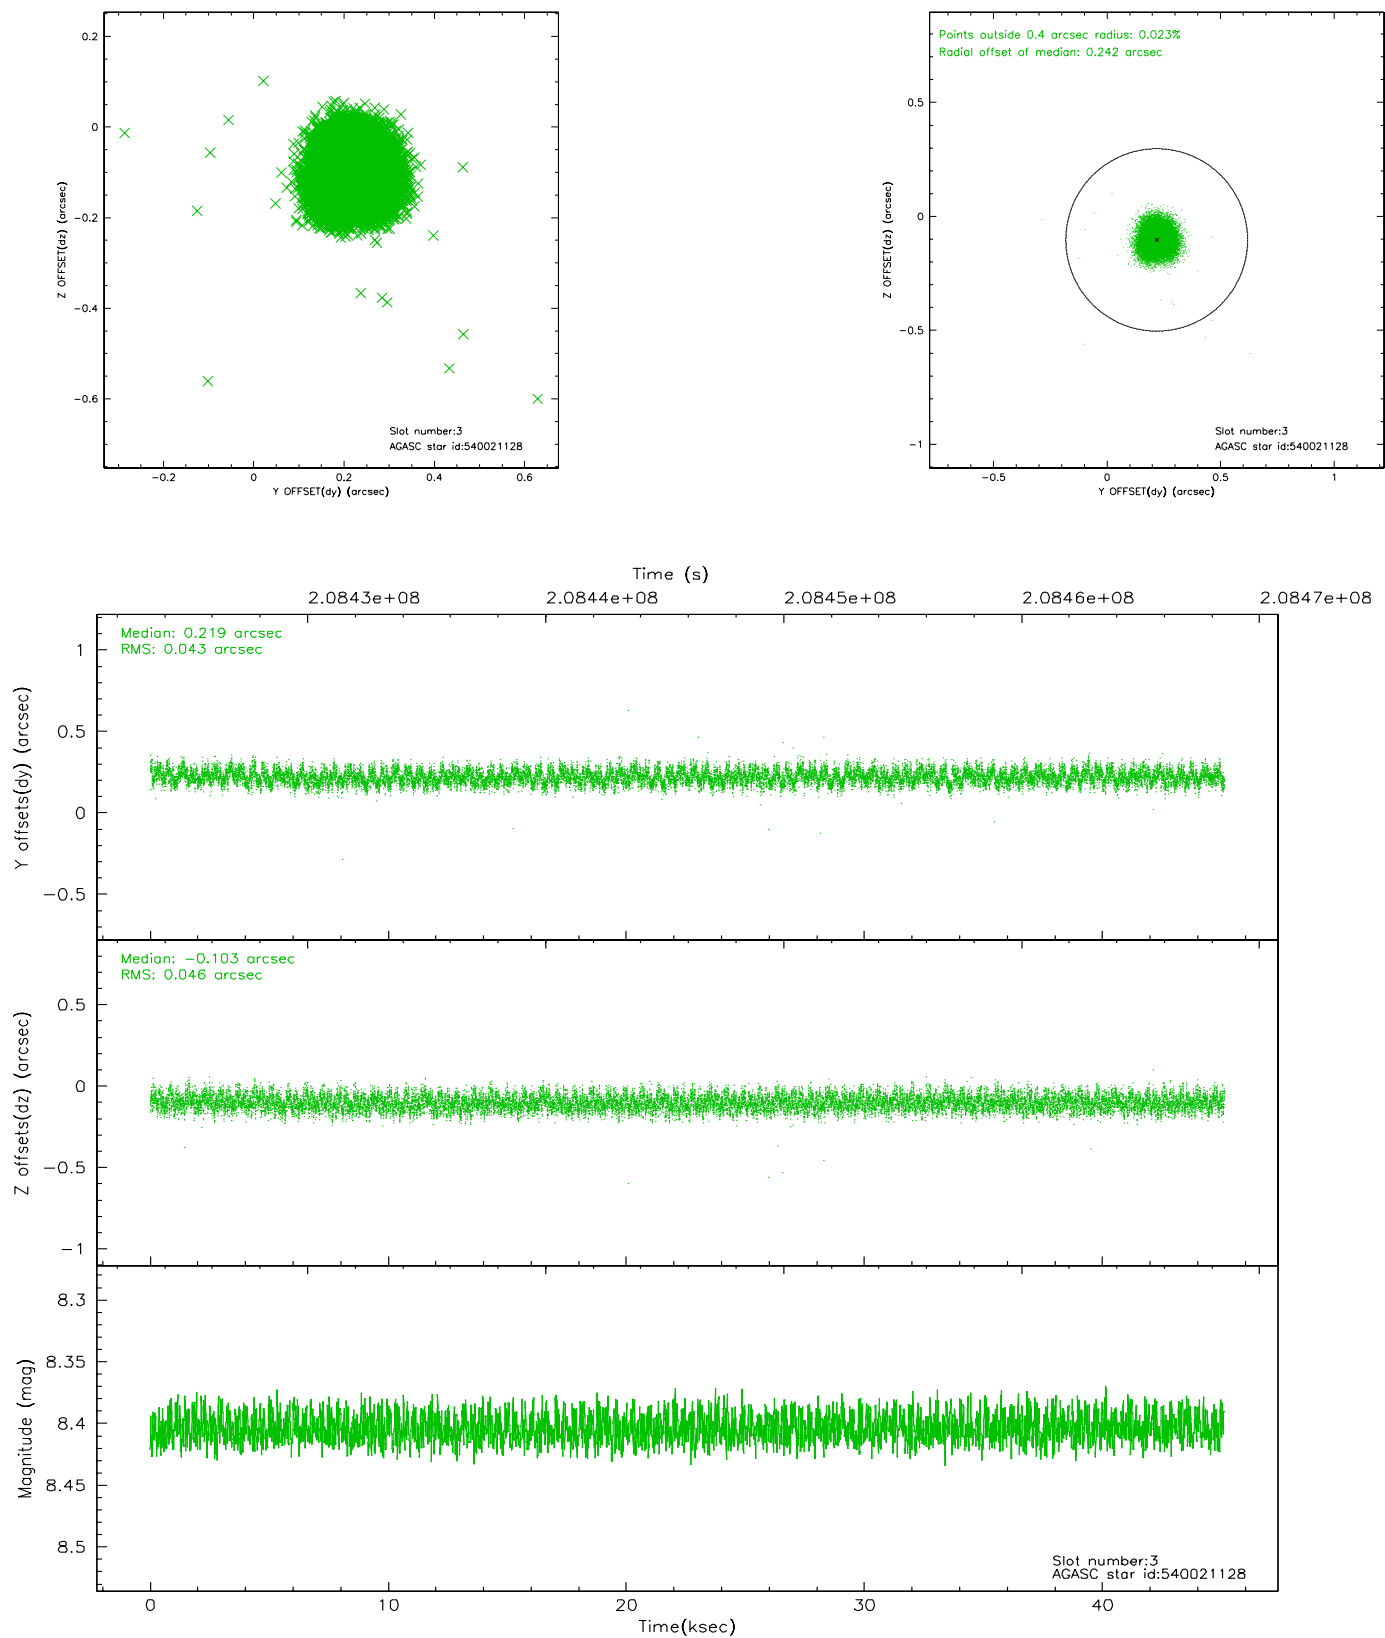 0.2
0
−0.2
−0.4
−0.6
Z OFFSET(dz) (arcsec)
Slot number:3
AGASC star id:540021128
−0.2
0
0.2
0.4
0.6
Y OFFSET(dy) (arcsec)
Points outside 0.4 arcsec radius: 0.023%
Radial offset of median: 0.242 arcsec
0.5
0
−0.5
−1
Z OFFSET(dz) (arcsec)
Slot number:3
AGASC star id:540021128
−0.5
0
0.5
1
Y OFFSET(dy) (arcsec)
Time (s)
2.0843e+08
2.0844e+08
2.0845e+08
2.0846e+08
2.0847e+08
Median: 0.219 arcsec
RMS: 0.043 arcsec
1
0.5
0
−0.5
Y offsets(dy) (arcsec)
Median: −0.103 arcsec
RMS: 0.046 arcsec
0.5
0
−0.5
−1
Z offsets(dz) (arcsec)
8.3
8.35
8.4
8.45
8.5
Magnitude (mag)
Slot number:3
AGASC star id:540021128
0
10
20
30
40
Time(ksec)